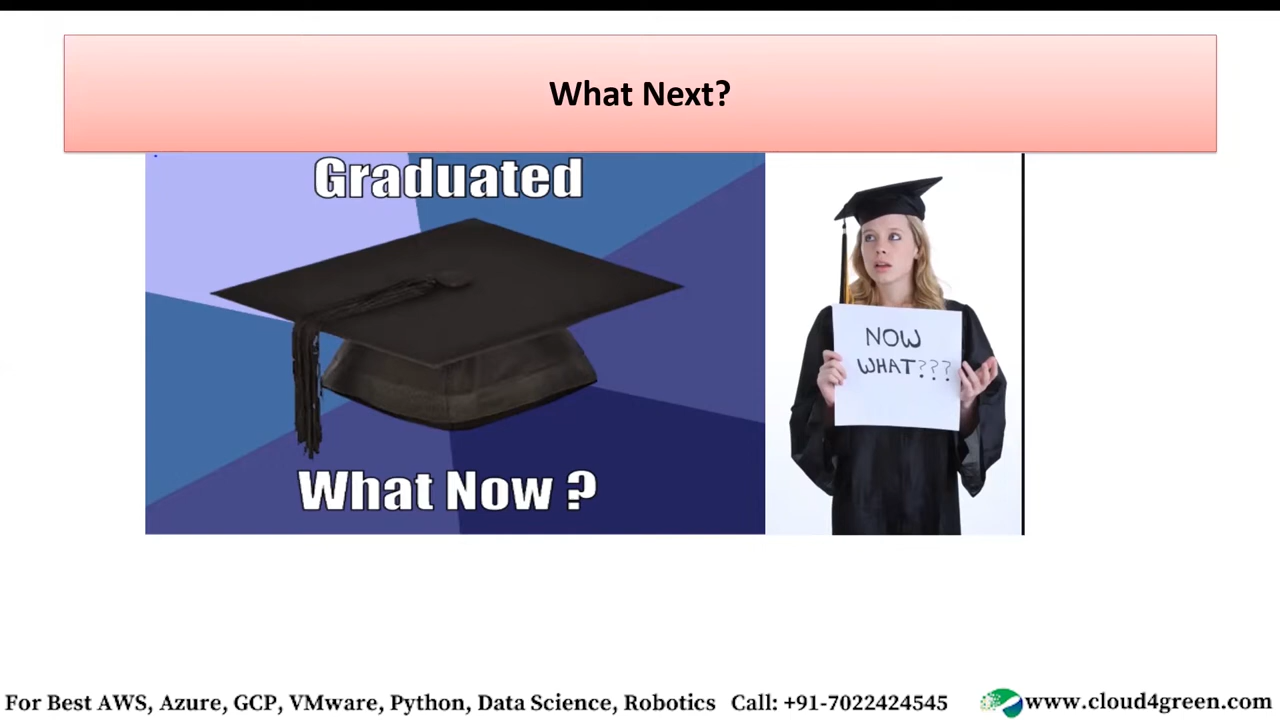 What Next?
Graduated
What Now ?
NOW
WHAT???
For Best AWS, Azure, GCP, VMware, Python, Data Science, Robotics Call: +91-7022424545 www.cloud4green.com